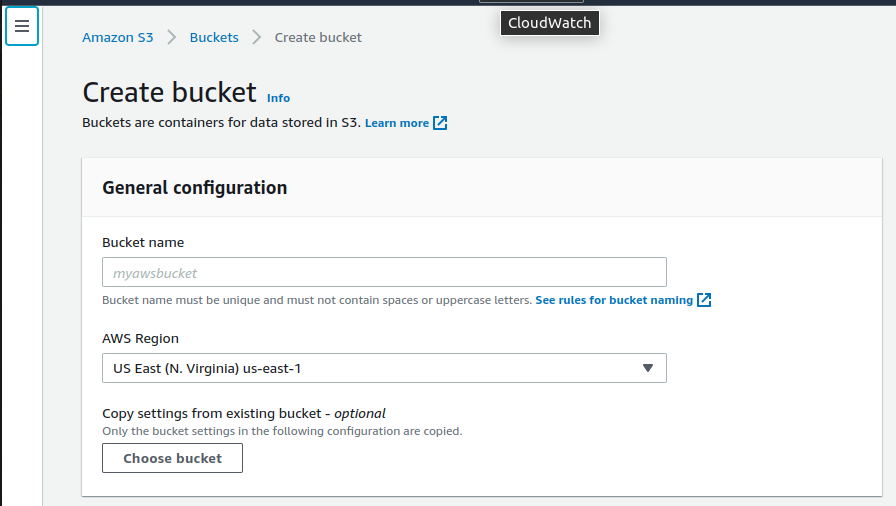 CloudWatch
Amazon S3 > Buckets > Create bucket
Create bucket Info
Buckets are containers for data stored in S3. Learn more
General configuration
Bucket name
myawsbucket
Bucket name must be unique and must not contain spaces or uppercase letters. See rules for bucket naming
AWS Region
US East (N. Virginia) us-east-1
Copy settings from existing bucket - optional
Only the bucket settings in the following configuration are copied.
Choose bucket